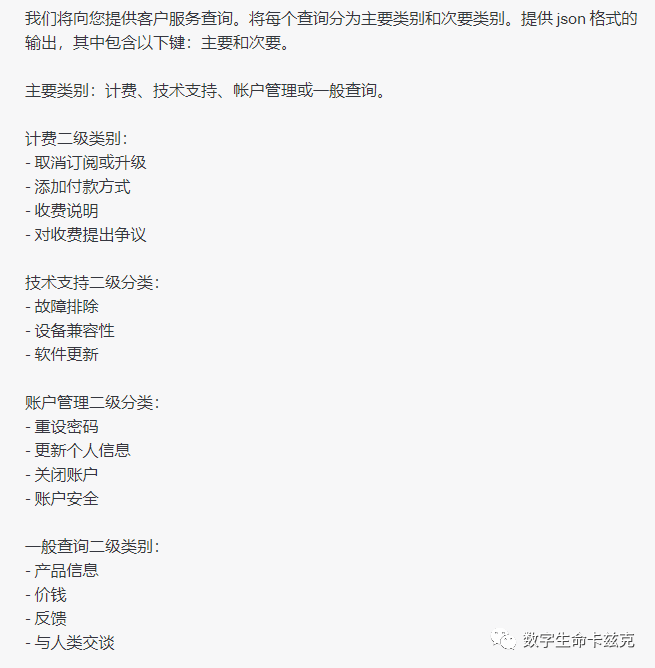 我们将向您提供客户服务查询。将每个查询分为主要类别和次要类别。提供 json 格式的
输出，其中包含以下键：主要和次要。
主要类别：计费、技术支持、帐户管理或一般查询。
计费二级类别：
- 取消订阅或升级
- 添加付款方式
- 收费说明
- 对收费提出争议
技术支持二级分类：
- 故障排除
- 设备兼容性
- 软件更新
账户管理二级分类：
- 重设密码
- 更新个人信息
- 关闭账户
- 账户安全
一般查询二级类别：
- 产品信息
- 价钱
- 反馈
- 与人类交谈
数字生命卡兹克